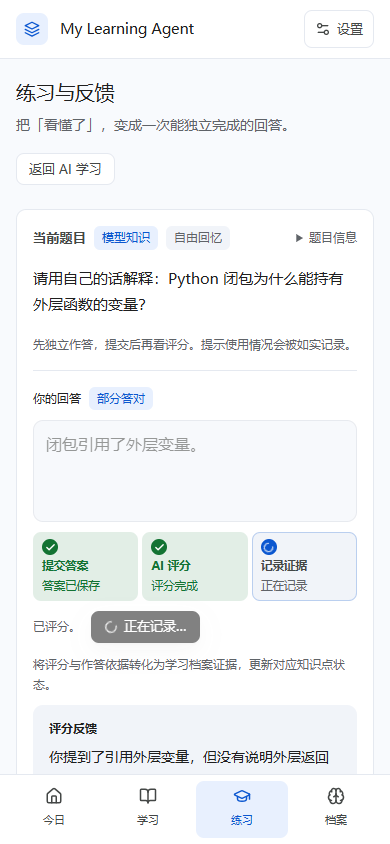 My Learning Agent
设置
练习与反馈
把「看懂了」，变成一次能独立完成的回答。
返回 AI 学习
当前题目 模型知识 自由回忆 ▶ 题目信息
请用自己的话解释：Python 闭包为什么能持有
外层函数的变量？
先独立作答，提交后再看评分。提示使用情况会被如实记录。
你的回答 部分答对
闭包引用了外层变量。
提交答案
答案已保存
AI 评分
评分完成
记录证据
正在记录
已评分。 正在记录...
将评分与作答依据转化为学习档案证据，更新对应知识点状
态。
评分反馈
你提到了引用外层变量，但没有说明外层返回
今日
学习
练习
档案